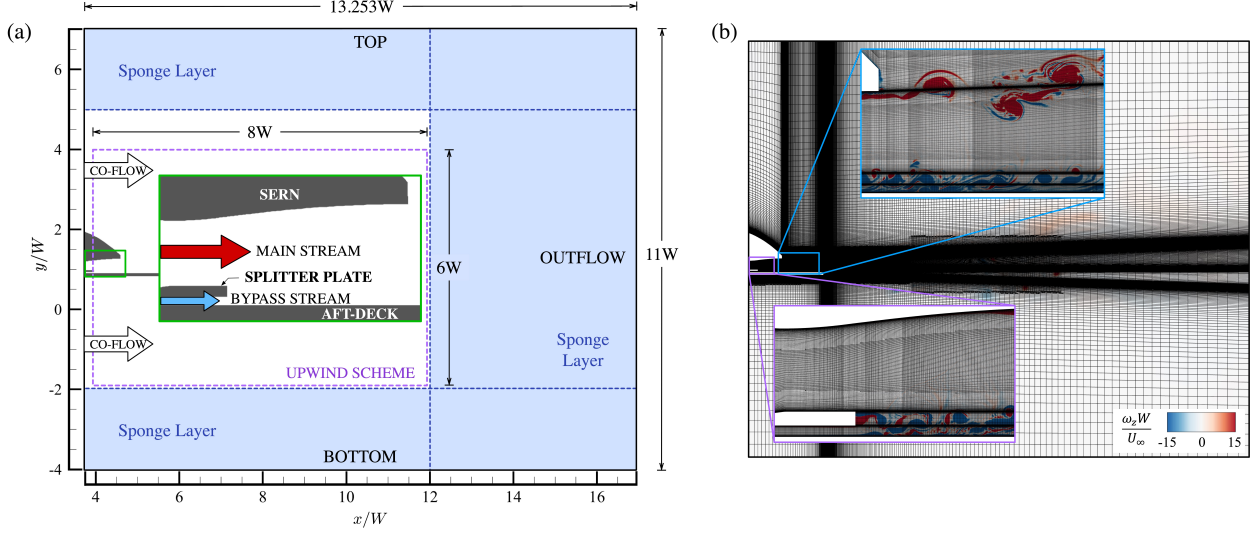 13.253W
(a)
TOP
Sponge Layer
8W
CO-FLOW
SERN
MAIN STREAM
SPLITTER PLATE
BYPASS STREAM
AFT-DECK
6W
OUTFLOW
11W
CO-FLOW
UPWIND SCHEME
Sponge
Layer
Sponge Layer
BOTTOM
6
4
2
0
-2
-4
y/W
4
6
8
10
12
14
16
x/W
(b)
ω_z W
U_∞
-15
0
15